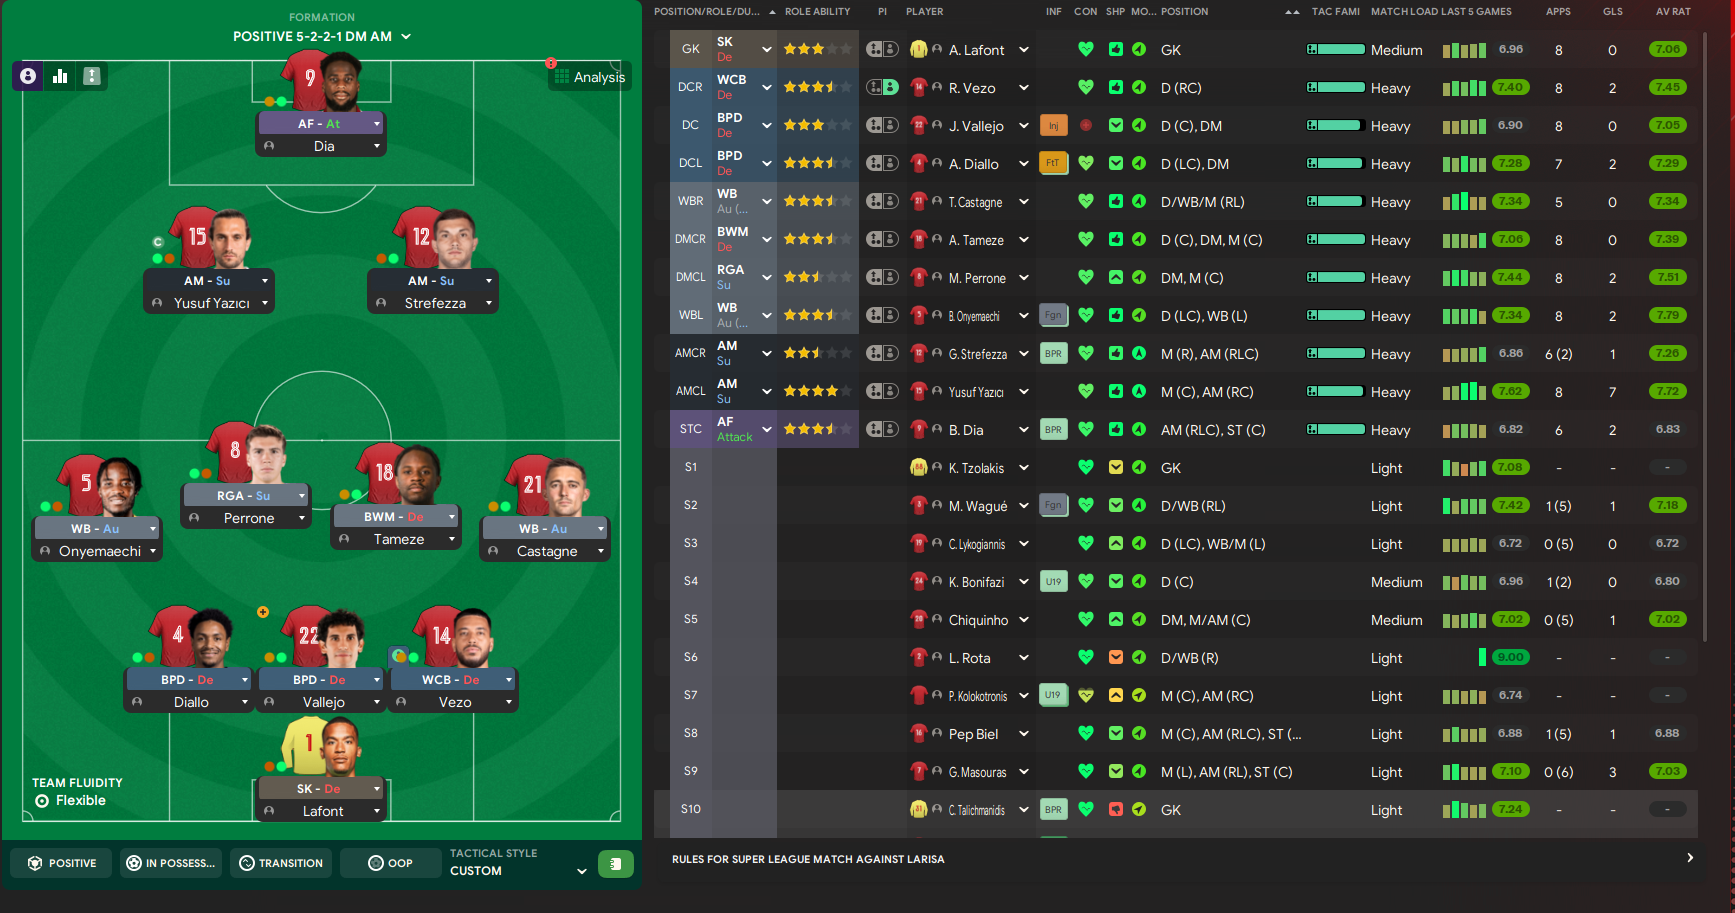 FORMATION
POSITIVE 5-2-2-1 DM AM
Analysis
9
AF - At
Dia
15
C
AM - Su
Yusuf Yazıcı
12
AM - Su
Strefezza
8
RGA - Su
Perrone
18
BWM - De
Tameze
5
WB - Au
Onyemaechi
21
WB - Au
Castagne
4
BPD - De
Diallo
22
BPD - De
Vallejo
14
WCB - De
Vezo
1
SK - De
Lafont
TEAM FLUIDITY
Flexible
POSITIVE
IN POSSESS...
TRANSITION
OOP
TACTICAL STYLE
CUSTOM
POSITION/ROLE/DU... ROLE ABILITY PI PLAYER INF CON SHP MO... POSITION TAC FAMI MATCH LOAD LAST 5 GAMES APPS GLS AV RAT
GK SK De A. Lafont GK Medium 6.96 8 0 7.06
DCR WCB De R. Vezo D (RC) Heavy 7.40 8 2 7.45
DC BPD De J. Vallejo Inj D (C), DM Heavy 6.90 8 0 7.05
DCL BPD De A. Diallo FtT D (LC), DM Heavy 7.28 7 2 7.29
WBR WB Au (... T. Castagne D/WB/M (RL) Heavy 7.34 5 0 7.34
DMCR BWM De A. Tameze D (C), DM, M (C) Heavy 7.06 8 0 7.39
DMCL RGA Su M. Perrone DM, M (C) Heavy 7.44 8 2 7.51
WBL WB Au (... B. Onyemaechi Fgn D (LC), WB (L) Heavy 7.34 8 2 7.79
AMCR AM Su G. Strefezza BPR M (R), AM (RLC) Heavy 6.86 6 (2) 1 7.26
AMCL AM Su Yusuf Yazıcı M (C), AM (RC) Heavy 7.62 8 7 7.72
STC AF Attack B. Dia BPR AM (RLC), ST (C) Heavy 6.82 6 2 6.83
S1 K. Tzolakis GK Light 7.08 - - -
S2 M. Wagué Fgn D/WB (RL) Light 7.42 1 (5) 1 7.18
S3 C. Lykogiannis D (LC), WB/M (L) Light 6.72 0 (5) 0 6.72
S4 K. Bonifazi U19 D (C) Medium 6.96 1 (2) 0 6.80
S5 Chiquinho DM, M/AM (C) Medium 7.02 0 (5) 1 7.02
S6 L. Rota D/WB (R) Light 9.00 - - -
S7 P. Kolokotronis U19 M (C), AM (RC) Light 6.74 - - -
S8 Pep Biel M (C), AM (RLC), ST (... Light 6.88 1 (5) 1 6.88
S9 G. Masouras M (L), AM (RL), ST (C) Light 7.10 0 (6) 3 7.03
S10 C. Talichmanidis BPR GK Light 7.24 - - -
RULES FOR SUPER LEAGUE MATCH AGAINST LARISA